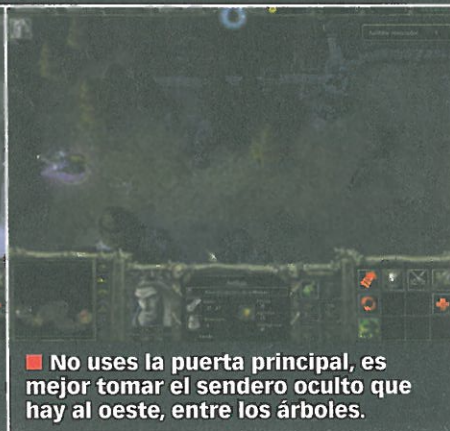 No uses la puerta principal, es
mejor tomar el sendero oculto que
hay al oeste, entre los árboles.